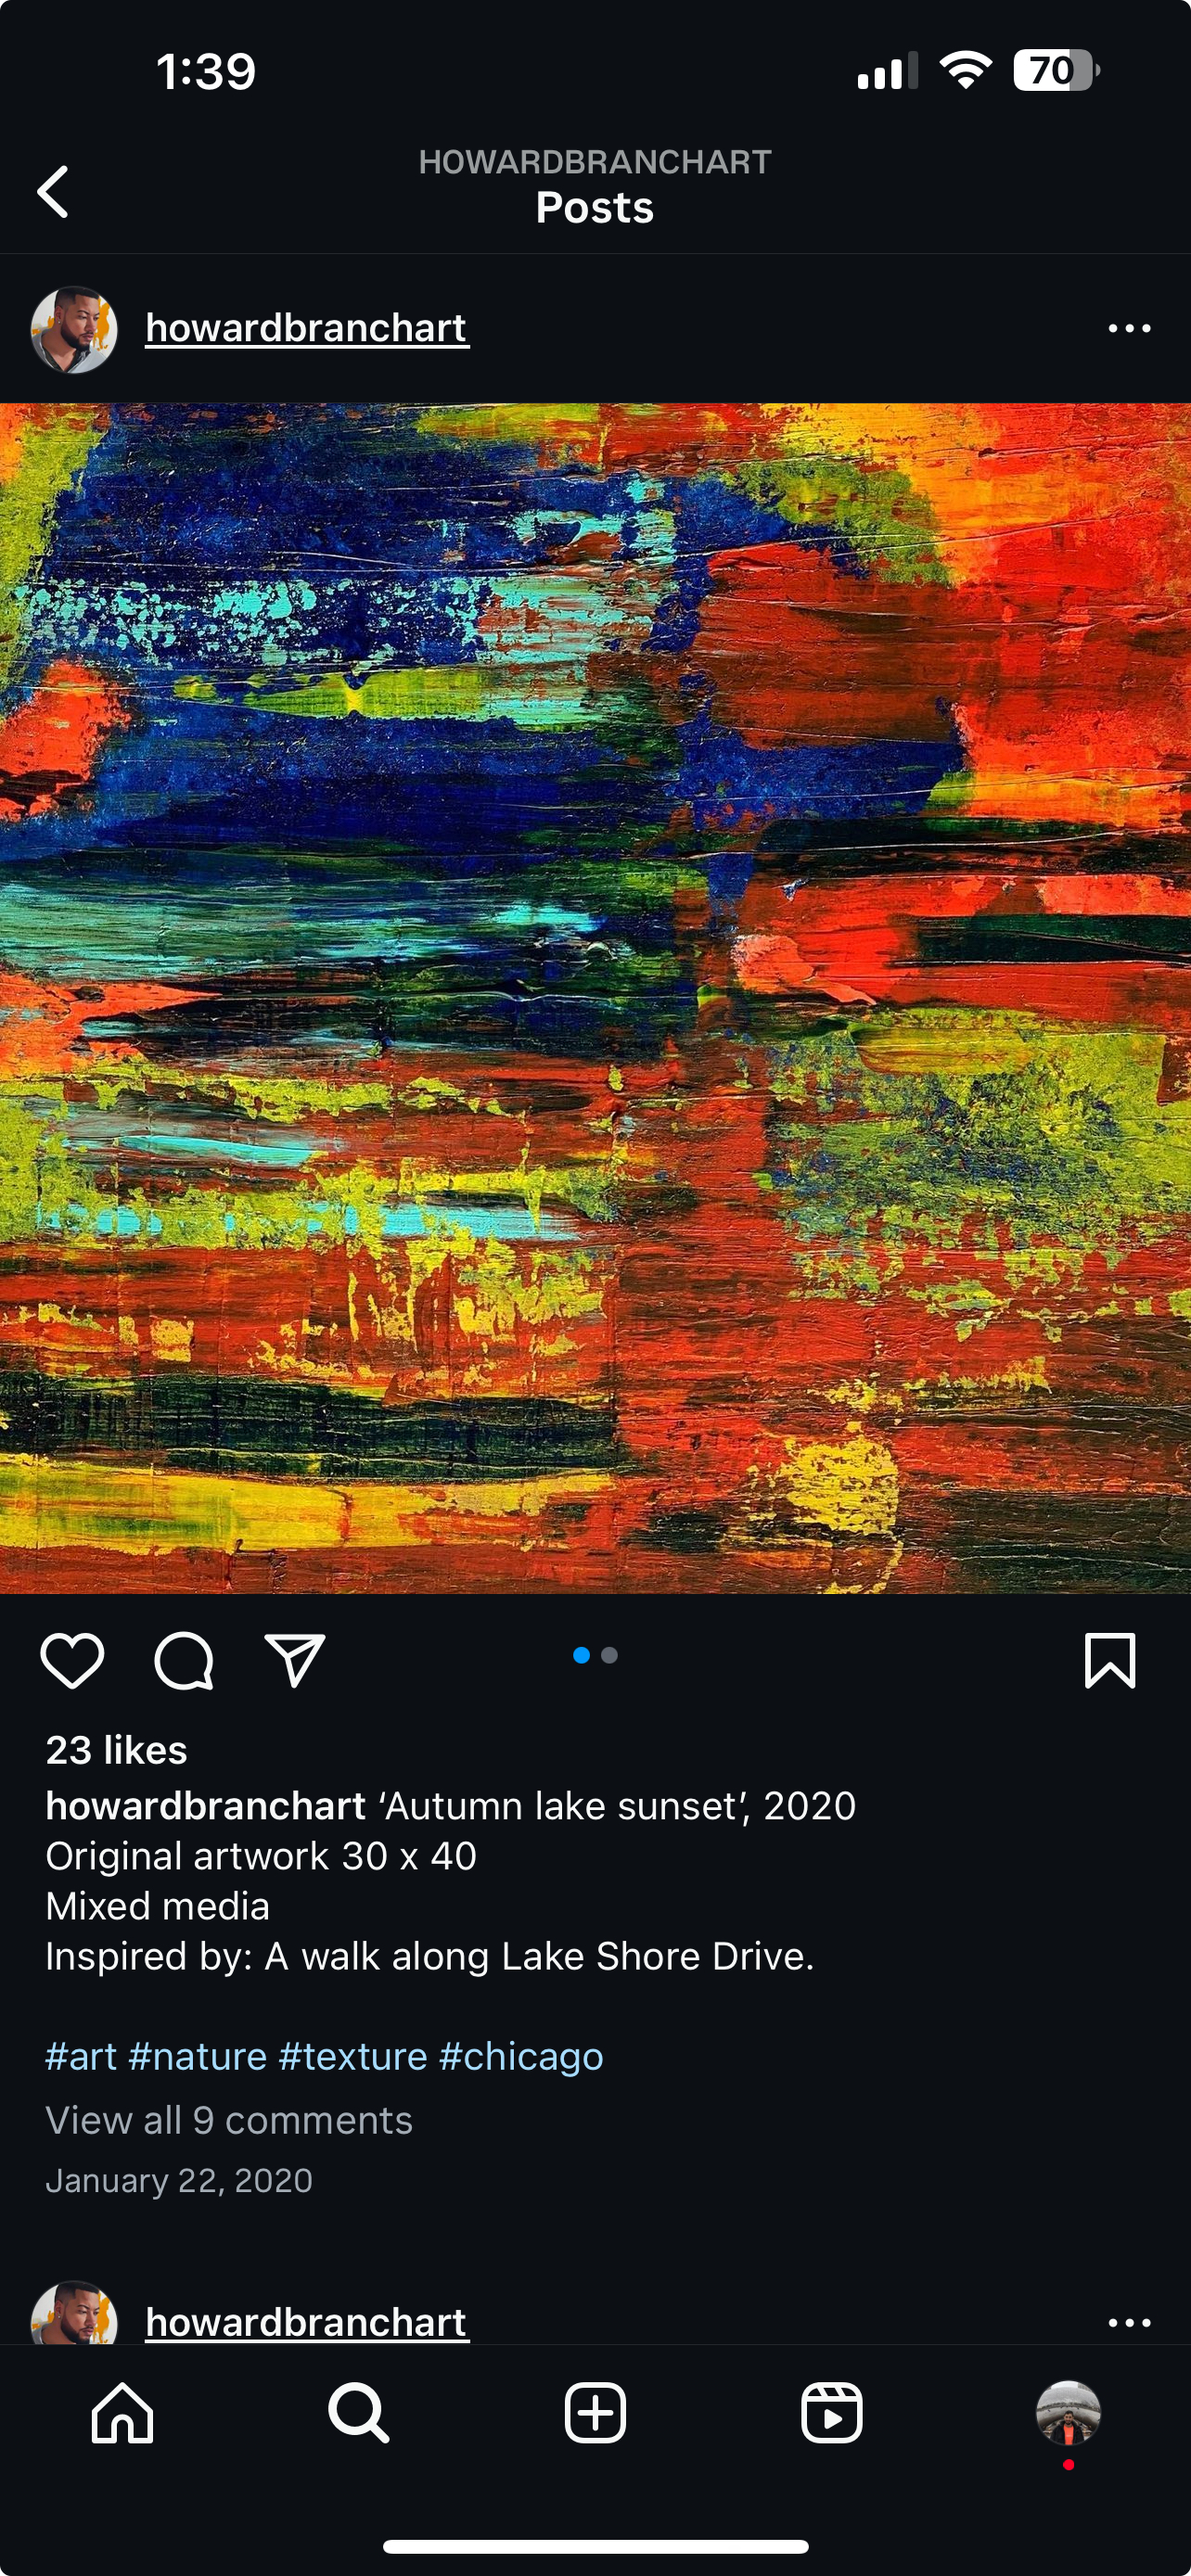 1:39
70
HOWARDBRANCHART
Posts
howardbranchart
23 likes
howardbranchart ‘Autumn lake sunset’, 2020
Original artwork 30 x 40
Mixed media
Inspired by: A walk along Lake Shore Drive.
#art #nature #texture #chicago
View all 9 comments
January 22, 2020
howardbranchart